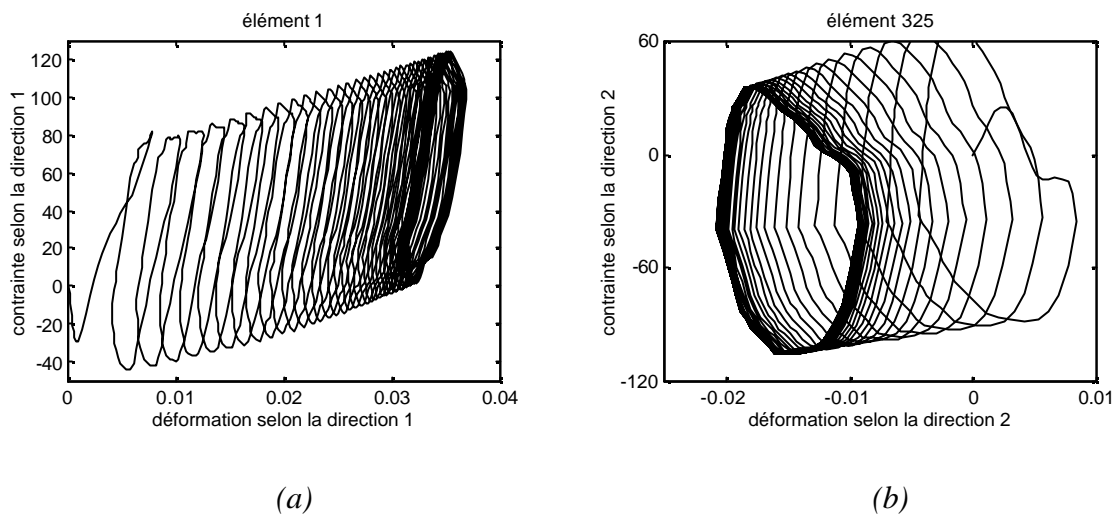 élément 1
contrainte selon la direction 1
120
100
80
60
40
20
0
-20
-40
0
0.01
0.02
0.03
0.04
déformation selon la direction 1
(a)
élément 325
contrainte selon la direction 2
60
0
-60
-120
-0.02
-0.01
0
0.01
déformation selon la direction 2
(b)